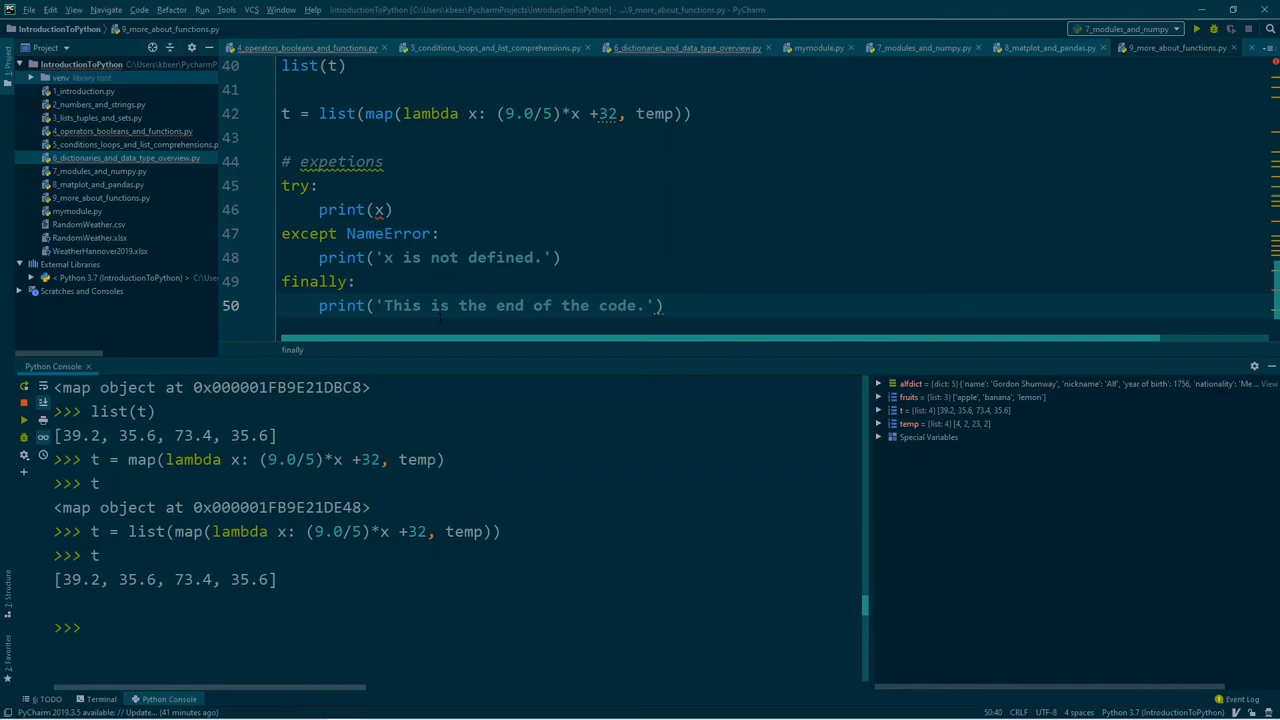 File Edit View Navigate Code Refactor Run Tools VCS Window Help IntroductionToPython [C:\Users\kbeer\PycharmProjects\IntroductionToPython] - ...\9_more_about_functions.py - PyCharm
IntroductionToPython 9_more_about_functions.py 7_modules_and_numpy
1: Project
Project
4_operators_booleans_and_functions.py 5_conditions_loops_and_list_comprehensions.py 6_dictionaries_and_data_type_overview.py mymodule.py 7_modules_and_numpy.py 8_matplot_and_pandas.py 9_more_about_functions.py
IntroductionToPython
venv library root
1_introduction.py
2_numbers_and_strings.py
3_lists_tuples_and_sets.py
4_operators_booleans_and_functions.py
5_conditions_loops_and_list_comprehensions.
6_dictionaries_and_data_type_overview.py
7_modules_and_numpy.py
8_matplot_and_pandas.py
9_more_about_functions.py
mymodule.py
RandomWeather.csv
RandomWeather.xlsx
WeatherHannover2019.xlsx
External Libraries
< Python 3.7 (IntroductionToPython) > C:\Use
Scratches and Consoles
40 list(t)
41
42 t = list(map(lambda x: (9.0/5)*x +32, temp))
43
44 # expetions
45 try:
46 print(x)
47 except NameError:
48 print('x is not defined.')
49 finally:
50 print('This is the end of the code.')
finally
Python Console
<map object at 0x000001FB9E21DBC8>
>>> list(t)
[39.2, 35.6, 73.4, 35.6]
>>> t = map(lambda x: (9.0/5)*x +32, temp)
>>> t
<map object at 0x000001FB9E21DE48>
>>> t = list(map(lambda x: (9.0/5)*x +32, temp))
>>> t
[39.2, 35.6, 73.4, 35.6]
>>>
alfdict = {dict: 5} {'name': 'Gordon Shumway', 'nickname': 'Alf', 'year of birth': 1756, 'nationality': 'Me... View
fruits = {list: 3} ['apple', 'banana', 'lemon']
t = {list: 4} [39.2, 35.6, 73.4, 35.6]
temp = {list: 4} [4, 2, 23, 2]
Special Variables
Z: Structure
2: Favorites
6: TODO Terminal Python Console Event Log
PyCharm 2019.3.5 available: // Update... (41 minutes ago) 50:40 CRLF UTF-8 4 spaces Python 3.7 (IntroductionToPython)